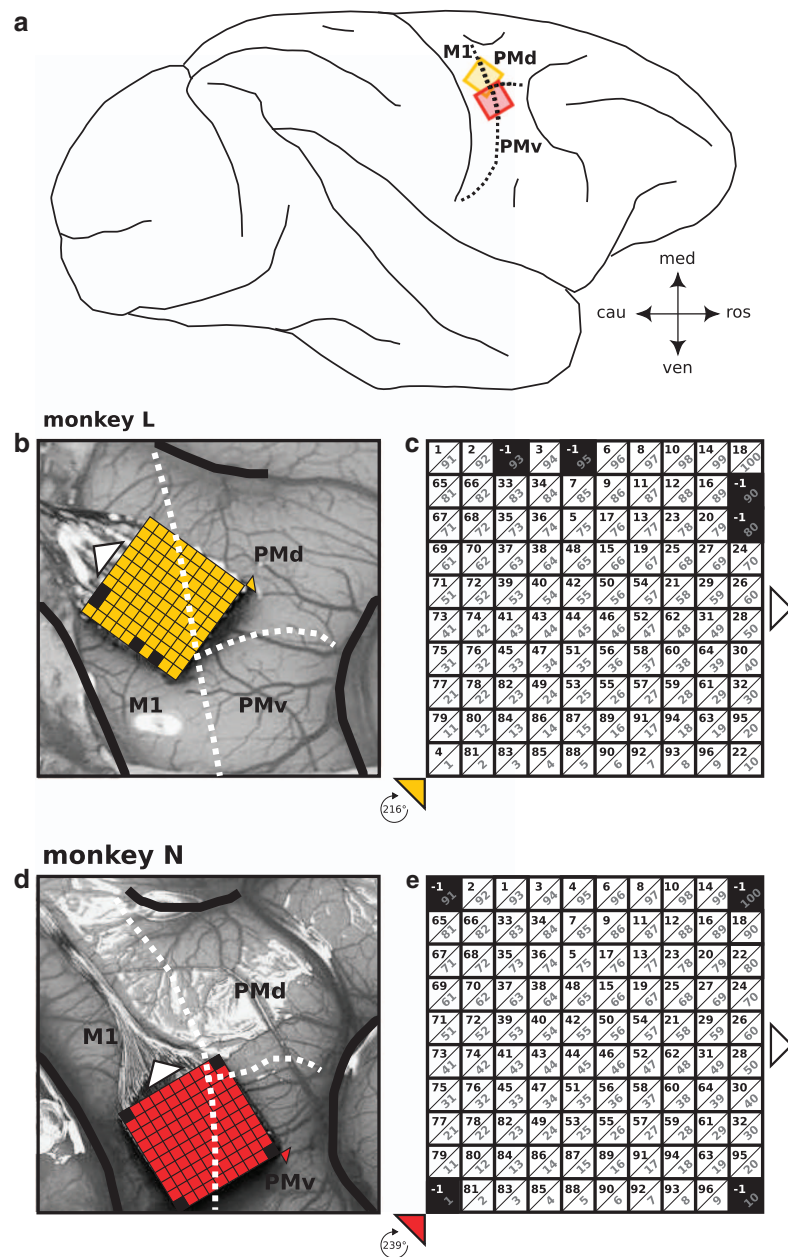 a
M1 PMd
PMv
med
cau ros
ven
monkey L
b
PMd
M1 PMv
c
1 91 2 92 -1 93 3 94 -1 95 6 96 8 97 10 98 14 99 18 100
65 81 66 82 33 83 34 84 7 85 9 86 11 87 12 88 16 89 -1 90
67 71 68 72 35 73 36 74 5 75 17 76 13 77 23 78 20 79 -1 80
69 61 70 62 37 63 38 64 48 65 15 66 19 67 25 68 27 69 24 70
71 51 72 52 39 53 40 54 42 55 50 56 54 57 21 58 29 59 26 60
73 41 74 42 41 43 43 44 44 45 46 46 52 47 62 48 31 49 28 50
75 31 76 32 45 33 47 34 51 35 56 36 58 37 60 38 64 39 30 40
77 21 78 22 82 23 49 24 53 25 55 26 57 27 59 28 61 29 32 30
79 11 80 12 84 13 86 14 87 15 89 16 91 17 94 18 63 19 95 20
4 1 81 2 83 3 85 4 88 5 90 6 92 7 93 8 96 9 22 10
216°
monkey N
d
PMd
M1
PMv
e
-1 91 2 92 1 93 3 94 4 95 6 96 8 97 10 98 14 99 -1 100
65 81 66 82 33 83 34 84 7 85 9 86 11 87 12 88 16 89 18 90
67 71 68 72 35 73 36 74 5 75 17 76 13 77 23 78 20 79 22 80
69 61 70 62 37 63 38 64 48 65 15 66 19 67 25 68 27 69 24 70
71 51 72 52 39 53 40 54 42 55 50 56 54 57 21 58 29 59 26 60
73 41 74 42 41 43 43 44 44 45 46 46 52 47 62 48 31 49 28 50
75 31 76 32 45 33 47 34 51 35 56 36 58 37 60 38 64 39 30 40
77 21 78 22 82 23 49 24 53 25 55 26 57 27 59 28 61 29 32 30
79 11 80 12 84 13 86 14 87 15 89 16 91 17 94 18 63 19 95 20
-1 1 81 2 83 3 85 4 88 5 90 6 92 7 93 8 96 9 -1 10
239°